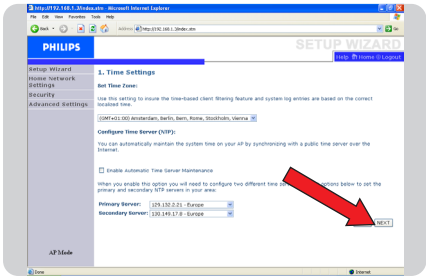 http://192.168.1.3/index.stm - Microsoft Internet Explorer
File Edit View Favorites Tools Help
Back
Address http://192.168.1.3/index.stm
Go
PHILIPS
SETUP WIZARD
Help Home Logout
Setup Wizard
Home Network Settings
Security
Advanced Settings
AP Mode
1. Time Settings
Set Time Zone:
Use this setting to insure the time-based client filtering feature and system log entries are based on the correct
localized time.
(GMT+01:00) Amsterdam, Berlin, Bern, Rome, Stockholm, Vienna
Configure Time Server (NTP):
You can automatically maintain the system time on your AP by synchronizing with a public time server over the
Internet.
Enable Automatic Time Server Maintenance
When you enable this option you will need to configure two different time options below to set the
primary and secondary NTP servers in your area:
Primary Server: 129.132.2.21 - Europe
Secondary Server: 130.149.17.8 - Europe
NEXT
Done
Internet